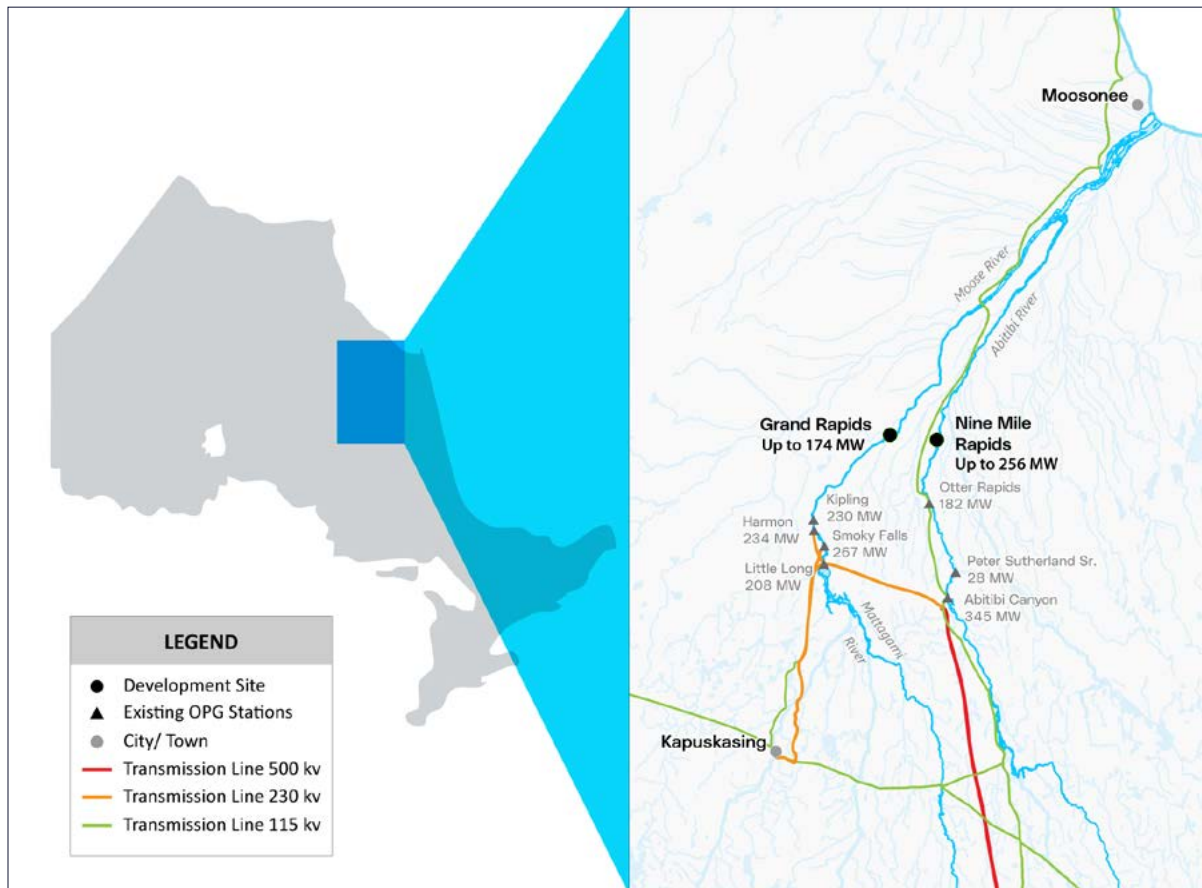 Moosonee
Moose River
Abitibi River
Grand Rapids
Up to 174 MW
Nine Mile
Rapids
Up to 256 MW
Otter Rapids
182 MW
Kipling
230 MW
Harmon
234 MW
Smoky Falls
267 MW
Little Long
208 MW
Peter Sutherland Sr.
28 MW
Abitibi Canyon
345 MW
Mattagami
River
Kapuskasing
LEGEND
Development Site
Existing OPG Stations
City/ Town
Transmission Line 500 kv
Transmission Line 230 kv
Transmission Line 115 kv